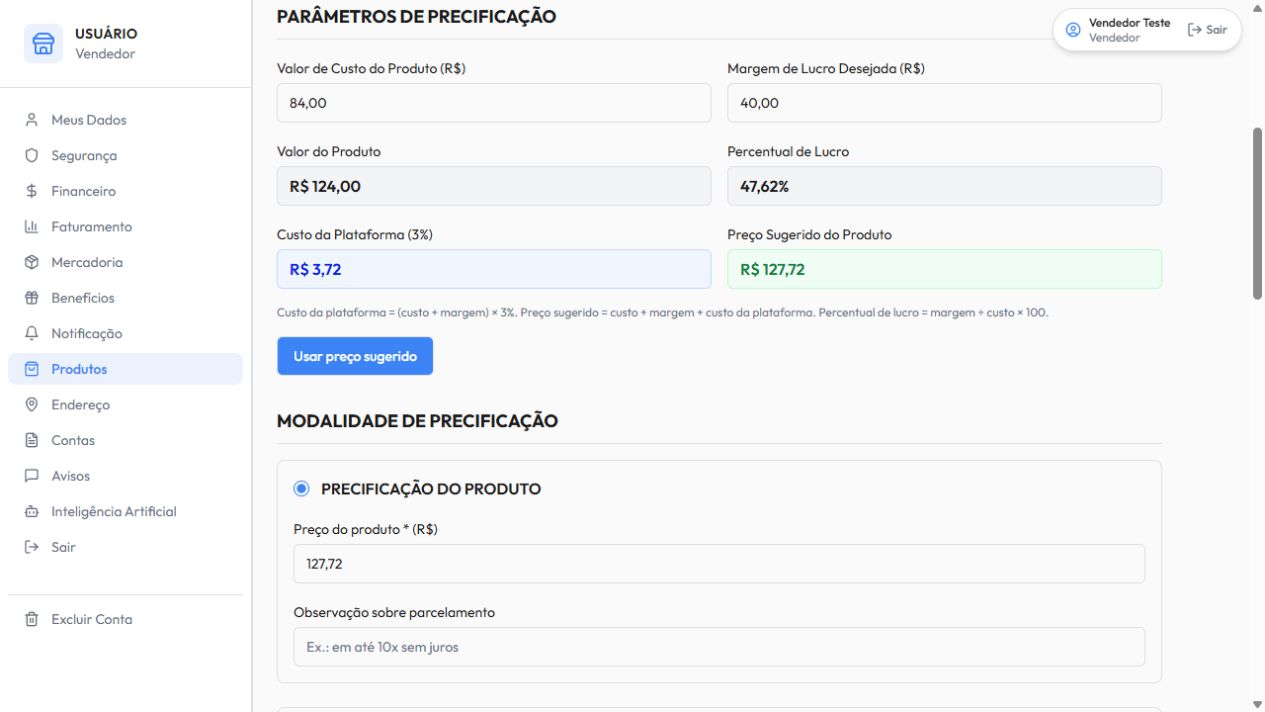 USUÁRIO
Vendedor
Meus Dados
Segurança
Financeiro
Faturamento
Mercadoria
Benefícios
Notificação
Produtos
Endereço
Contas
Avisos
Inteligência Artificial
Sair
Excluir Conta
Vendedor Teste
Vendedor
Sair
PARÂMETROS DE PRECIFICAÇÃO
Valor de Custo do Produto (R$)
84,00
Margem de Lucro Desejada (R$)
40,00
Valor do Produto
R$ 124,00
Percentual de Lucro
47,62%
Custo da Plataforma (3%)
R$ 3,72
Preço Sugerido do Produto
R$ 127,72
Custo da plataforma = (custo + margem) × 3%. Preço sugerido = custo + margem + custo da plataforma. Percentual de lucro = margem ÷ custo × 100.
Usar preço sugerido
MODALIDADE DE PRECIFICAÇÃO
PRECIFICAÇÃO DO PRODUTO
Preço do produto * (R$)
127,72
Observação sobre parcelamento
Ex.: em até 10x sem juros